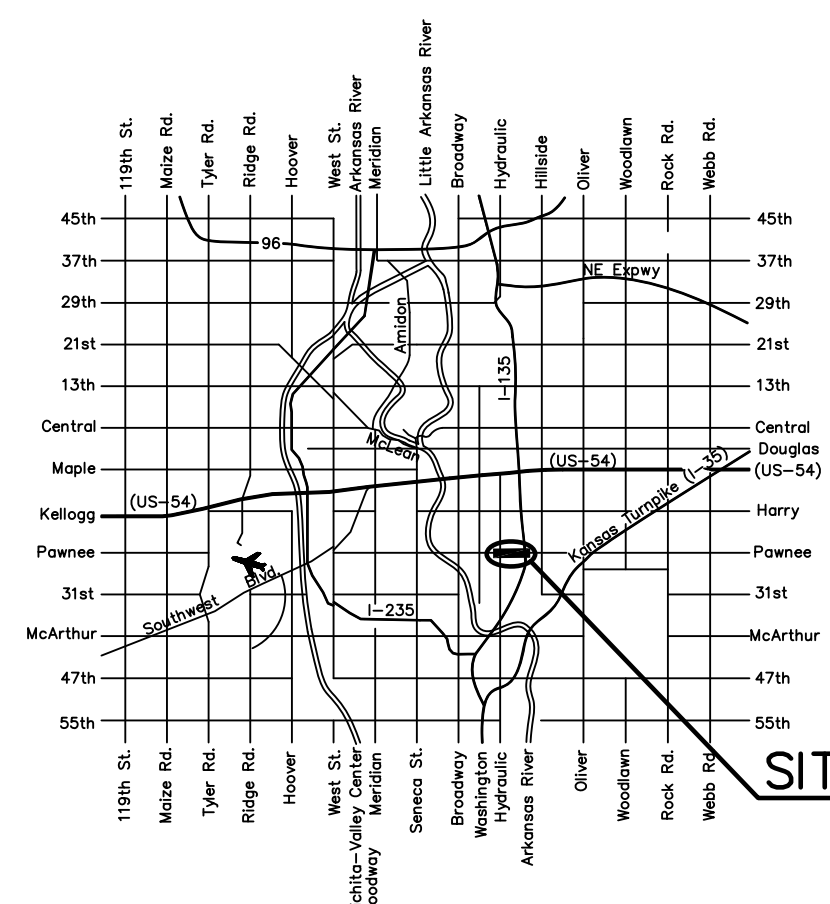 119th St.
Maize Rd.
Tyler Rd.
Ridge Rd.
Hoover
West St.
Arkansas River
Meridian
Little Arkansas River
Broadway
Hydraulic
Hillside
Oliver
Woodlawn
Rock Rd.
Webb Rd.
45th
45th
96
37th
37th
NE Expwy
29th
29th
Amidon
21st
21st
I-135
13th
13th
Central
Central
McLean
Douglas
Maple
(US-54)
(US-54)
(US-54)
Kansas Turnpike (I-35)
Kellogg
Harry
Pawnee
Pawnee
31st
31st
Southwest Blvd.
I-235
McArthur
McArthur
47th
47th
55th
55th
119th St.
Maize Rd.
Tyler Rd.
Ridge Rd.
Hoover
West St.
chita-Valley Center
oodway
Meridian
Seneca St.
Broadway
Washington
Hydraulic
Arkansas River
Oliver
Woodlawn
Rock Rd.
Webb Rd.
SIT